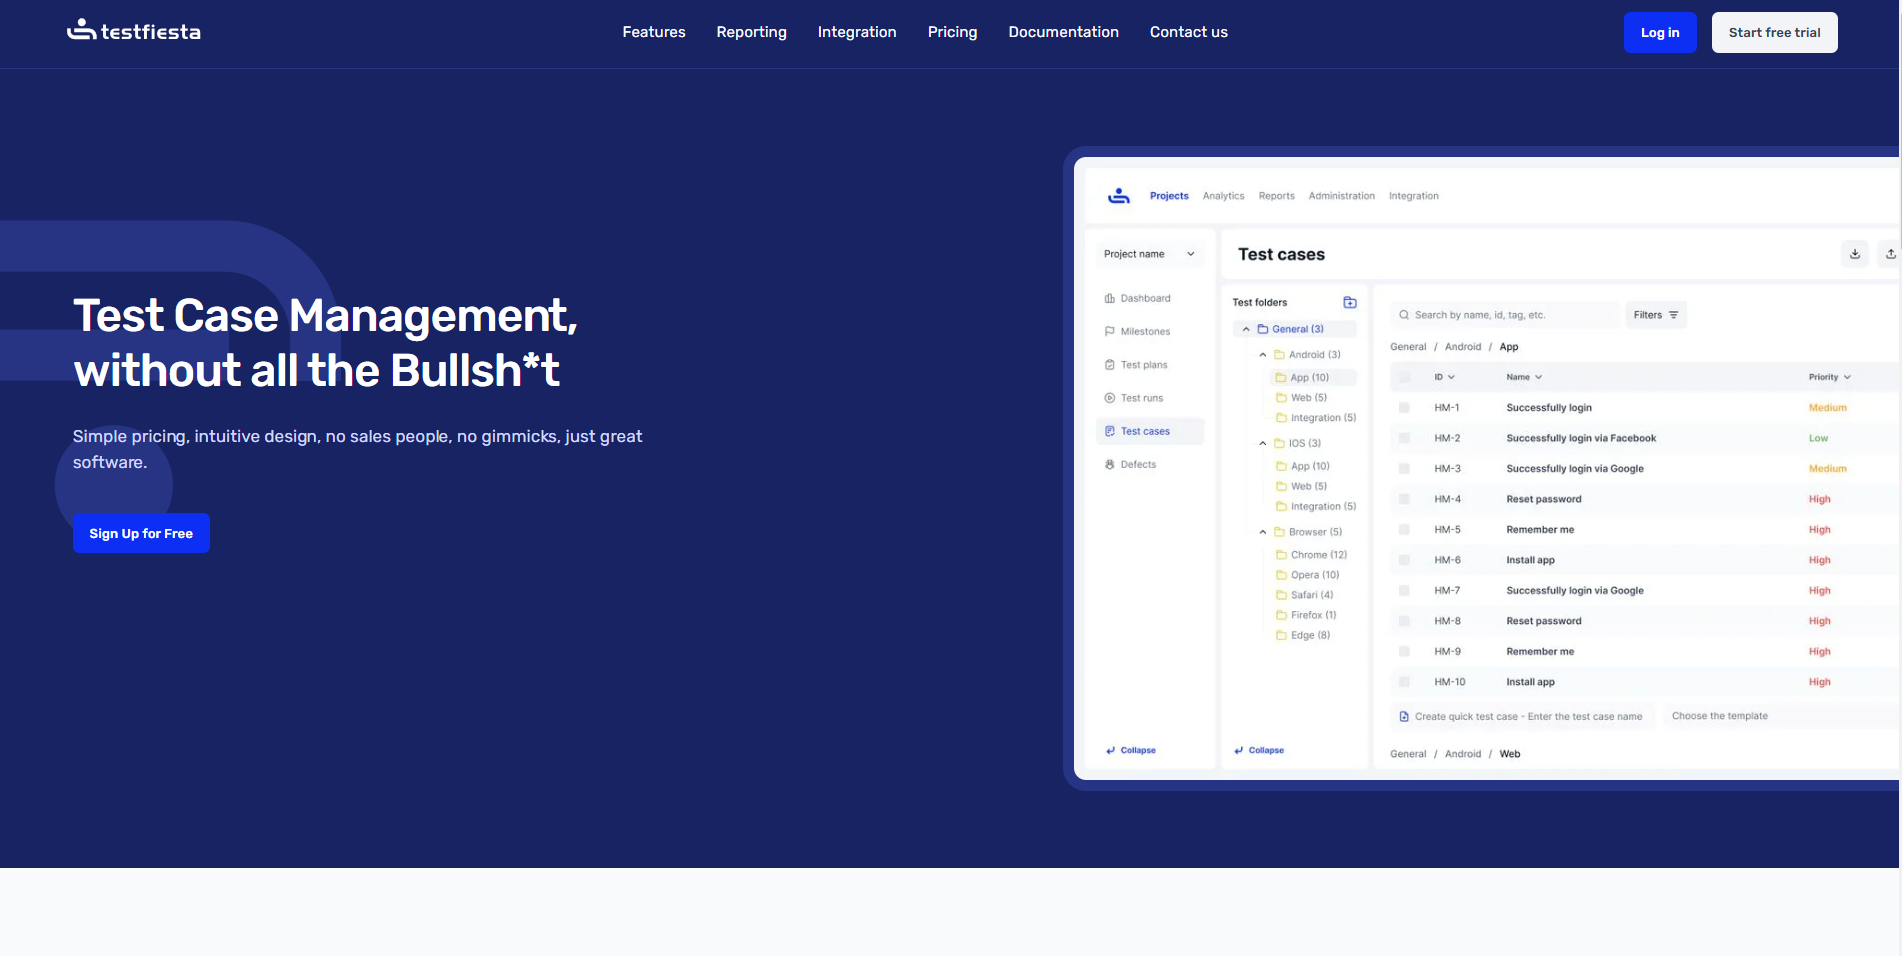 testfiesta
Features Reporting Integration Pricing Documentation Contact us
Log in
Start free trial
Test Case Management,
without all the Bullsh*t
Simple pricing, intuitive design, no sales people, no gimmicks, just great
software.
Sign Up for Free
Projects Analytics Reports Administration Integration
Project name
Dashboard
Milestones
Test plans
Test runs
Test cases
Defects
Collapse
Test cases
Test folders
General (3)
Android (3)
App (10)
Web (5)
Integration (5)
IOS (3)
App (10)
Web (5)
Integration (5)
Browser (5)
Chrome (12)
Opera (10)
Safari (4)
Firefox (1)
Edge (8)
Collapse
Search by name, id, tag, etc.
Filters
General / Android / App
ID Name Priority
HM-1 Successfully login Medium
HM-2 Successfully login via Facebook Low
HM-3 Successfully login via Google Medium
HM-4 Reset password High
HM-5 Remember me High
HM-6 Install app High
HM-7 Successfully login via Google High
HM-8 Reset password High
HM-9 Remember me High
HM-10 Install app High
Create quick test case - Enter the test case name
Choose the template
General / Android / Web